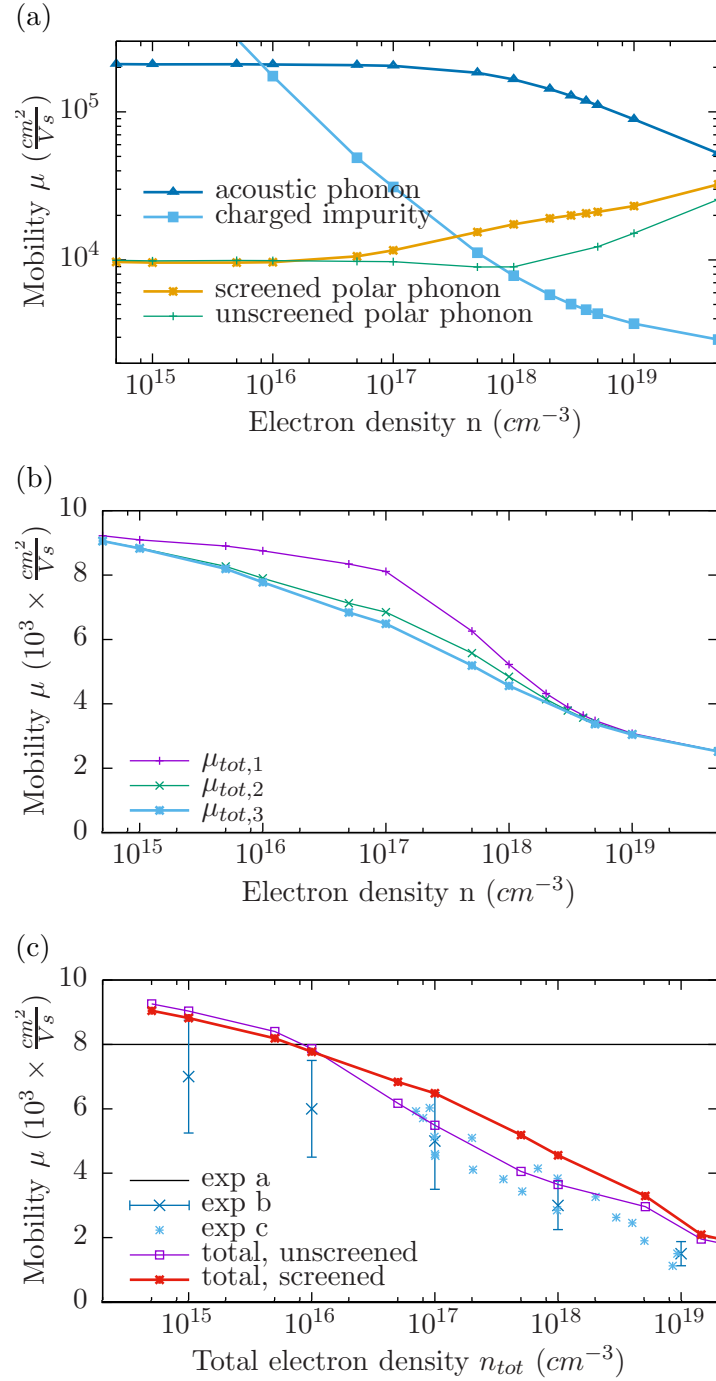 (a)
Mobility μ (cm²/Vs)
10⁵
10⁴
acoustic phonon
charged impurity
screened polar phonon
unscreened polar phonon
10¹⁵ 10¹⁶ 10¹⁷ 10¹⁸ 10¹⁹
Electron density n (cm⁻³)
(b)
Mobility μ (10³ × cm²/Vs)
10
8
6
4
2
0
μtot,1
μtot,2
μtot,3
10¹⁵ 10¹⁶ 10¹⁷ 10¹⁸ 10¹⁹
Electron density n (cm⁻³)
(c)
Mobility μ (10³ × cm²/Vs)
10
8
6
4
2
0
exp a
exp b
exp c
total, unscreened
total, screened
10¹⁵ 10¹⁶ 10¹⁷ 10¹⁸ 10¹⁹
Total electron density ntot (cm⁻³)